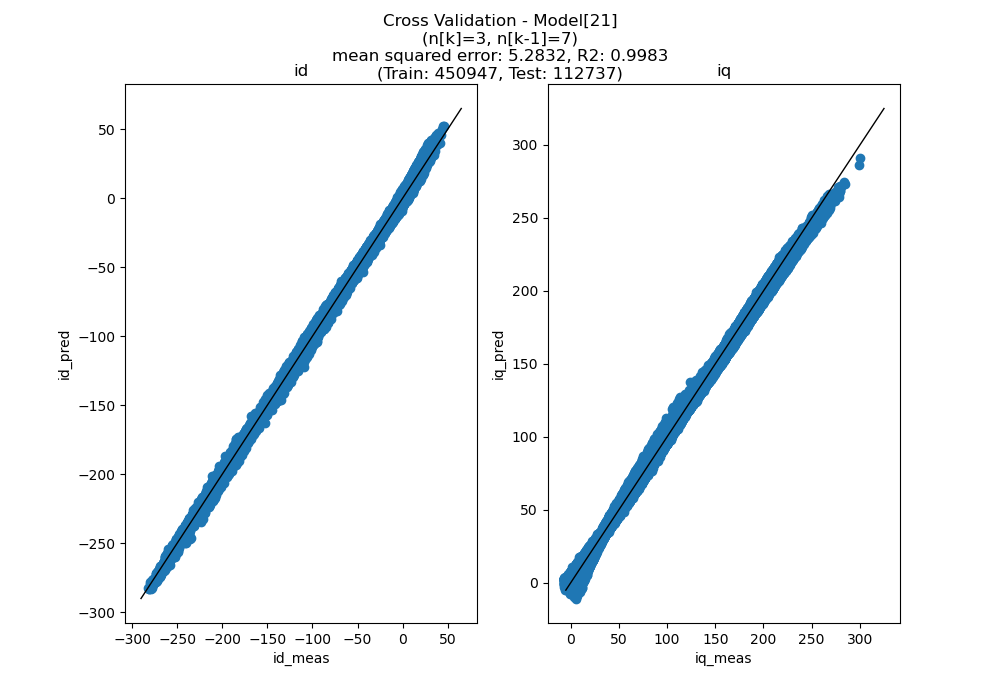 Cross Validation - Model[21]
(n[k]=3, n[k-1]=7)
mean squared error: 5.2832, R2: 0.9983
(Train: 450947, Test: 112737)
id
50
0
−50
−100
−150
−200
−250
−300
id_pred
−300 −250 −200 −150 −100 −50 0 50
id_meas
iq
300
250
200
150
100
50
0
iq_pred
0 50 100 150 200 250 300
iq_meas